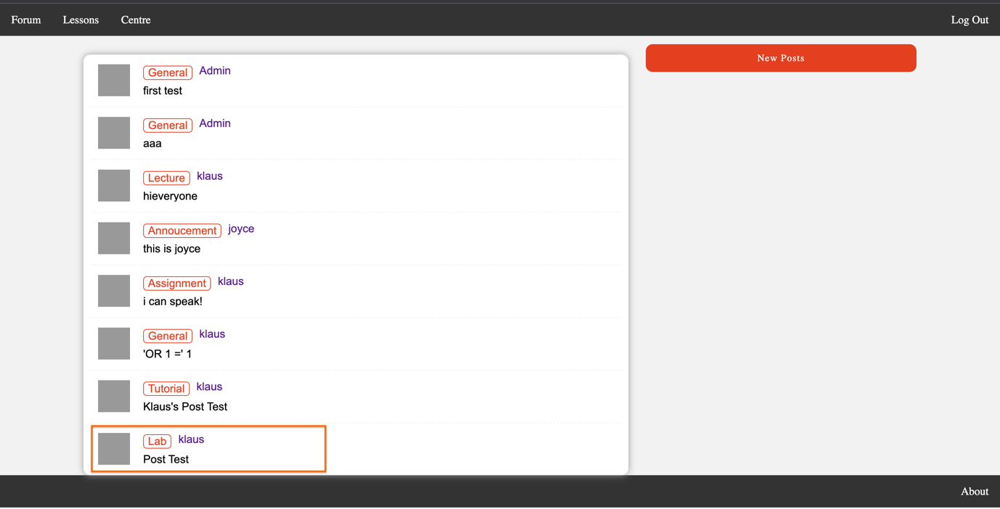 Forum Lessons Centre Log Out
New Posts
General Admin
first test
General Admin
aaa
Lecture klaus
hieveryone
Annoucement joyce
this is joyce
Assignment klaus
i can speak!
General klaus
'OR 1 =' 1
Tutorial klaus
Klaus's Post Test
Lab klaus
Post Test
About